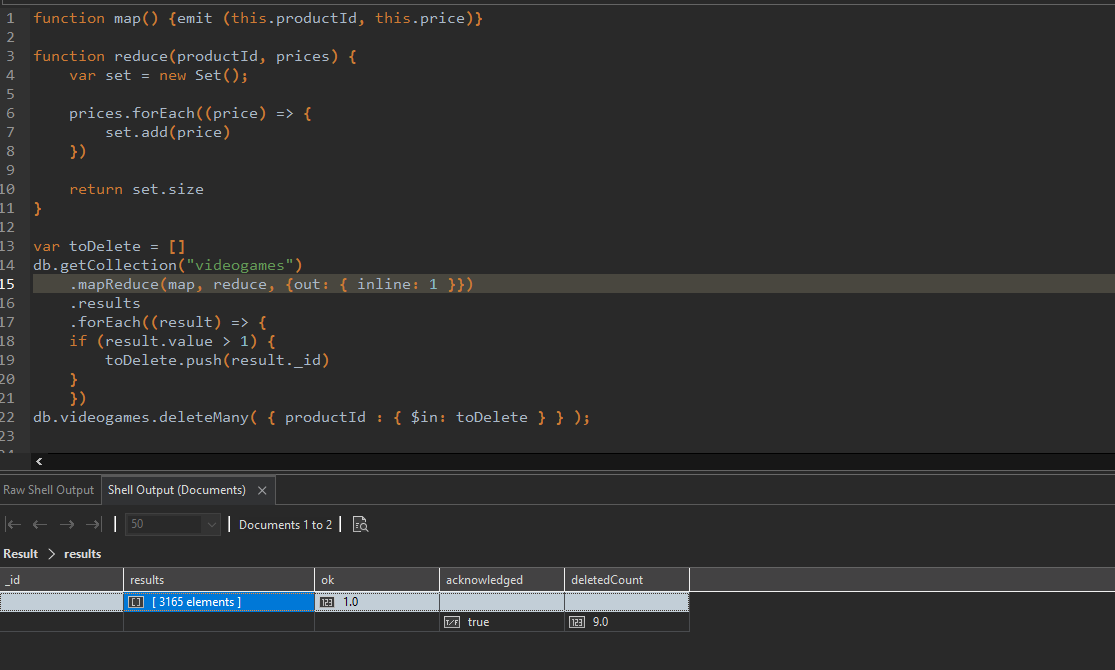 1 function map() {emit (this.productId, this.price)}
2
3 function reduce(productId, prices) {
4 var set = new Set();
5
6 prices.forEach((price) => {
7 set.add(price)
8 })
9
10 return set.size
11 }
12
13 var toDelete = []
14 db.getCollection("videogames")
15 .mapReduce(map, reduce, {out: { inline: 1 }})
16 .results
17 .forEach((result) => {
18 if (result.value > 1) {
19 toDelete.push(result._id)
20 }
21 })
22 db.videogames.deleteMany( { productId : { $in: toDelete } } );
23
Raw Shell Output Shell Output (Documents) ×
50 Documents 1 to 2
Result > results
_id results ok acknowledged deletedCount
[ 3165 elements ] 123 1.0
T/F true 123 9.0